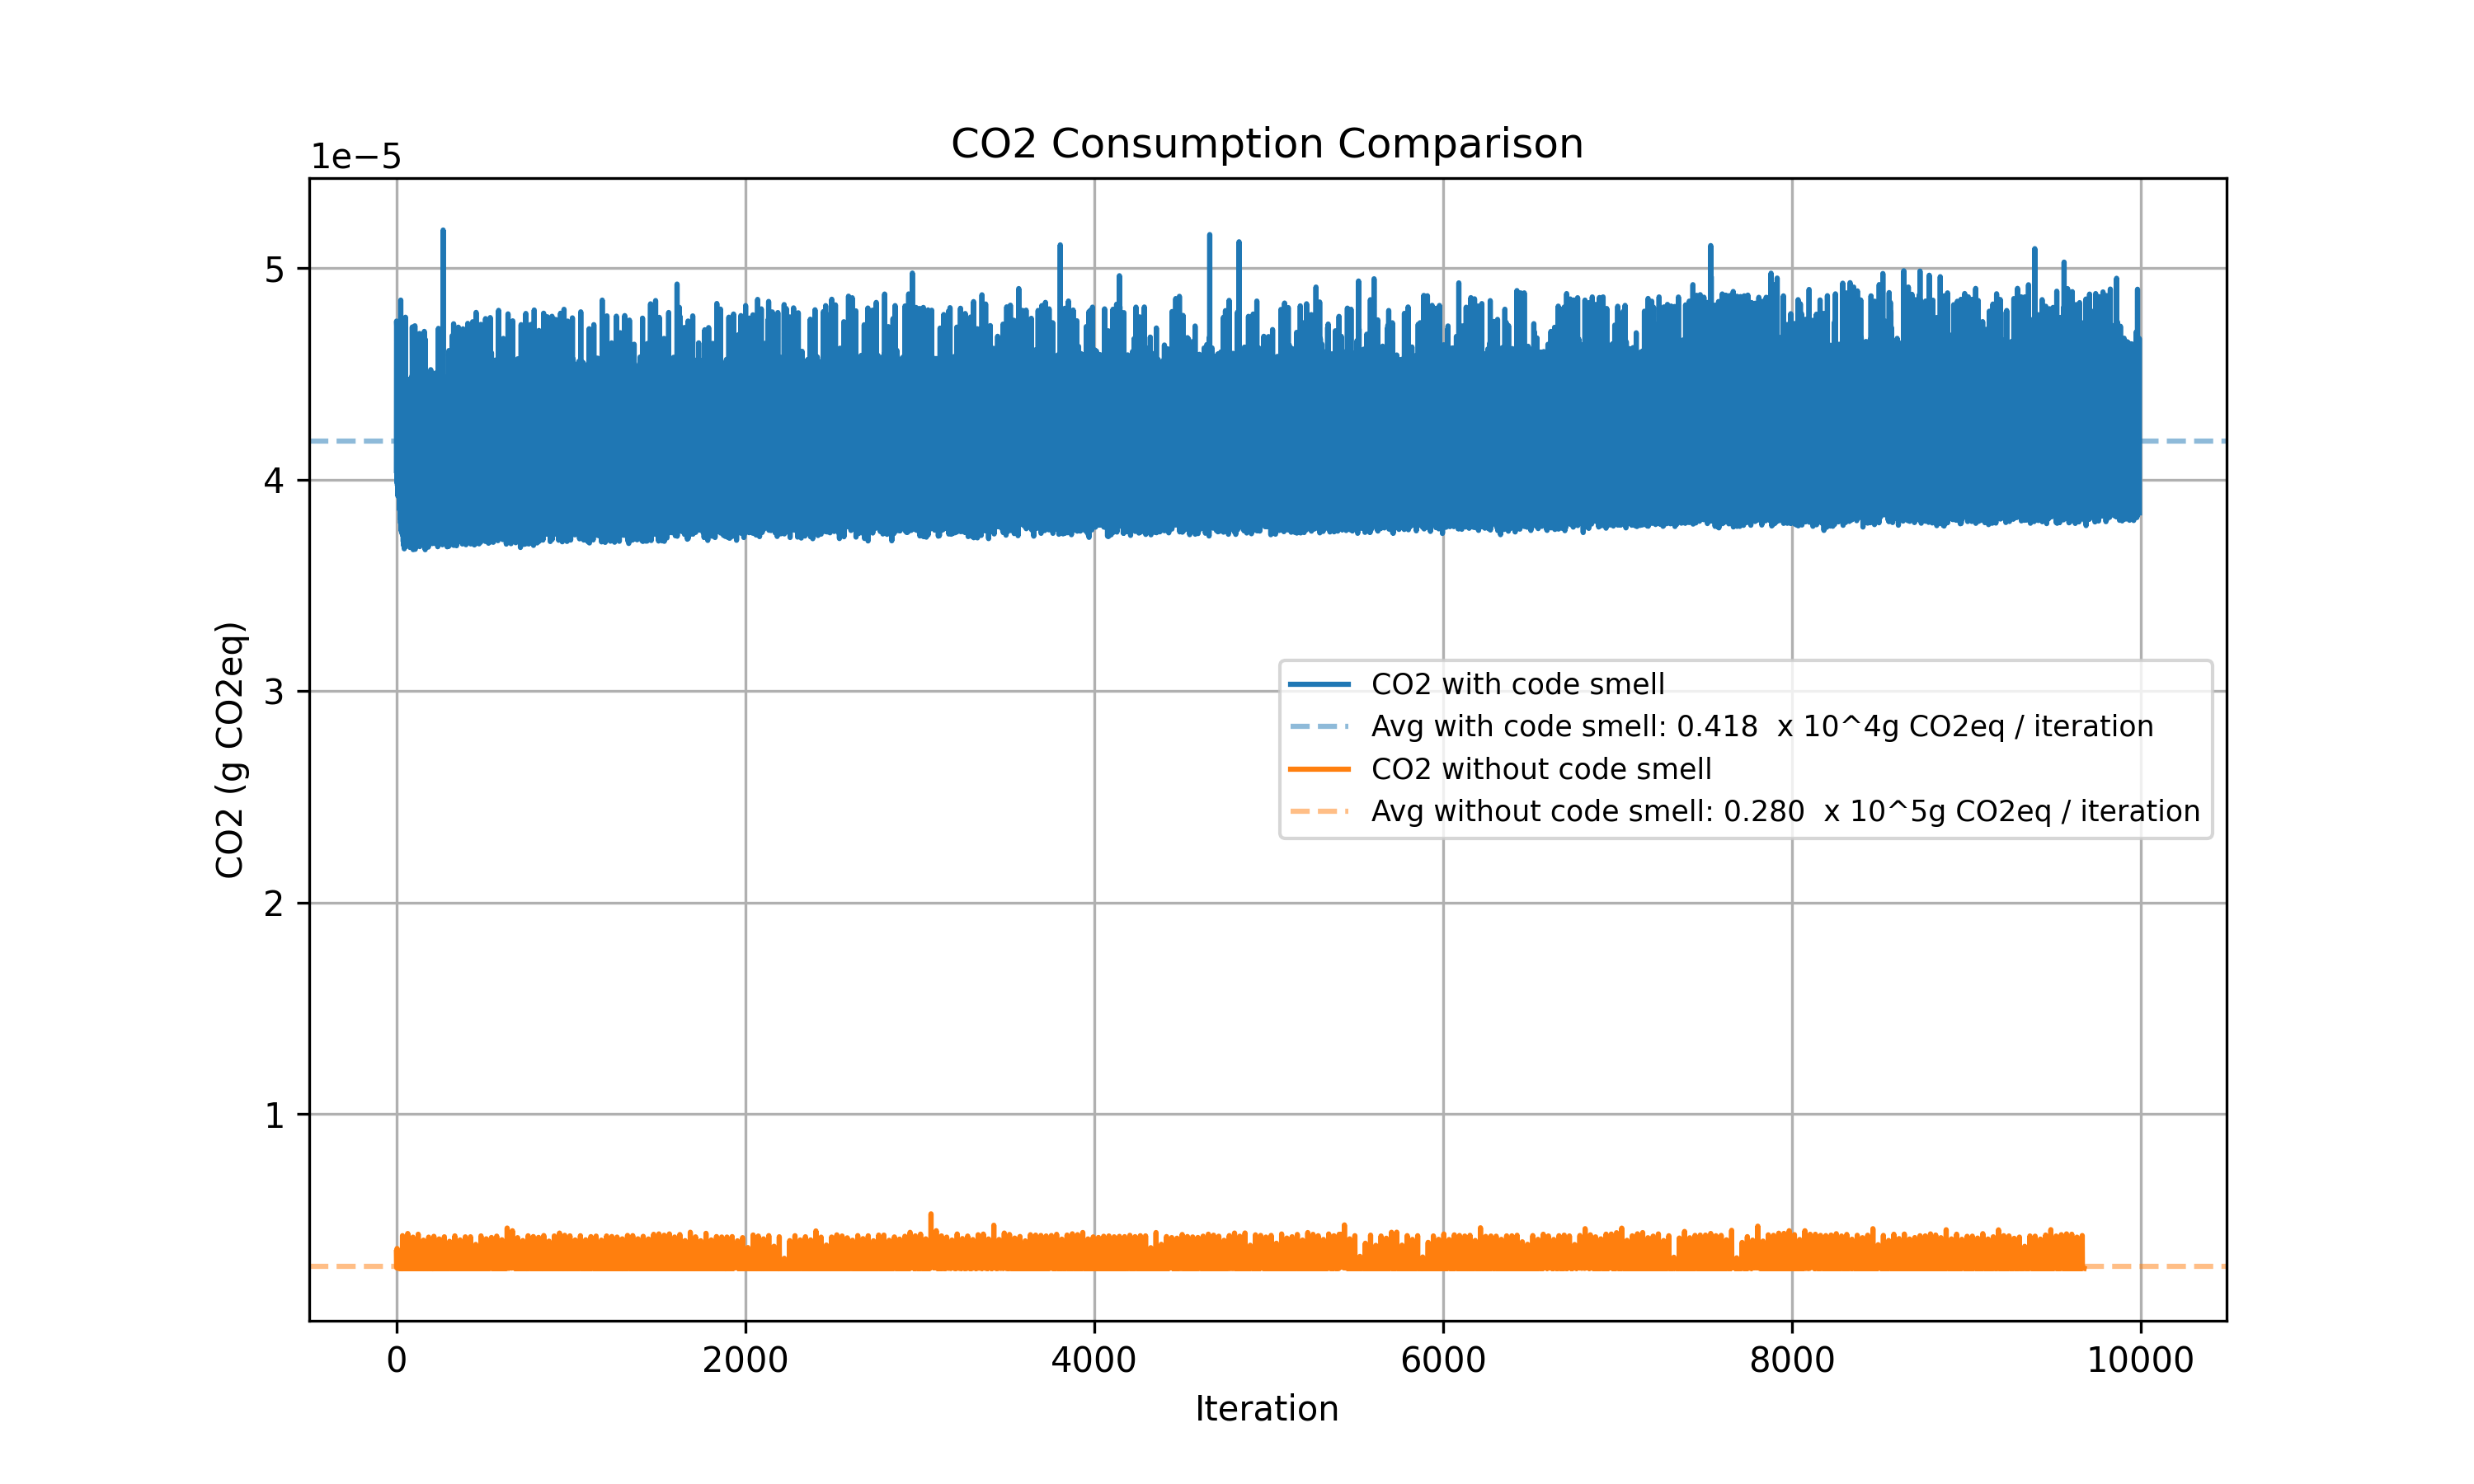 CO2 Consumption Comparison
1e−5
5
4
3
2
1
CO2 (g CO2eq)
CO2 with code smell
Avg with code smell: 0.418  x 10^4g CO2eq / iteration
CO2 without code smell
Avg without code smell: 0.280  x 10^5g CO2eq / iteration
0 2000 4000 6000 8000 10000
Iteration